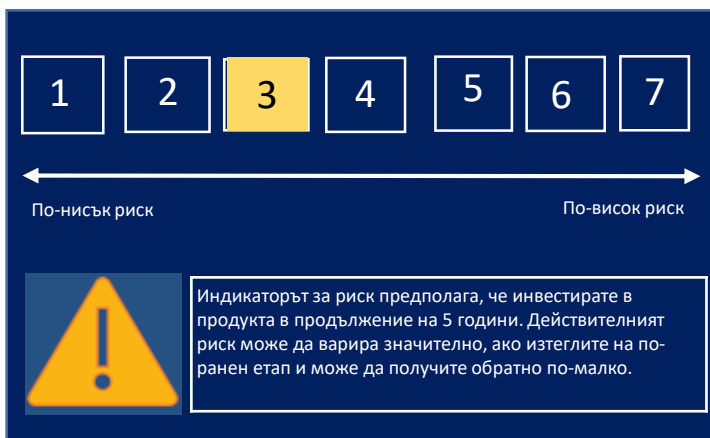 1 2 3 4 5 6 7
По-нисък риск По-висок риск
Индикаторът за риск предполага, че инвестирате в
продукта в продължение на 5 години. Действителният
риск може да варира значително, ако изтеглите на по-
ранен етап и може да получите обратно по-малко.